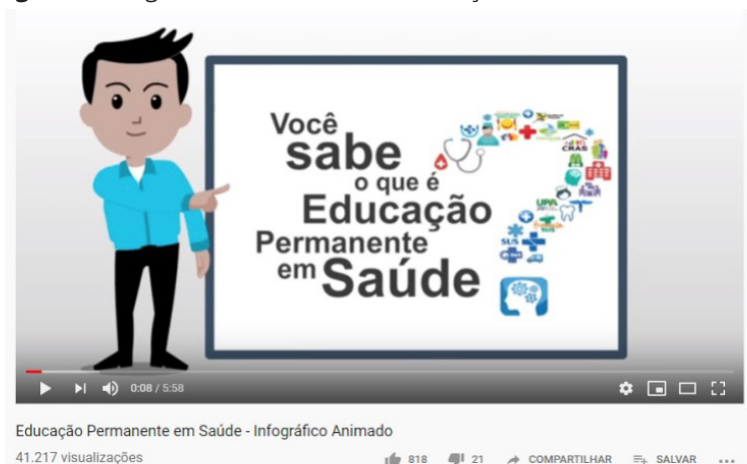 Você
sabe
o que é
Educação
Permanente
em Saúde
CRAS
UPA
SUS
0:08 / 5:58
Educação Permanente em Saúde - Infográfico Animado
41.217 visualizações
818
21
COMPARTILHAR
SALVAR